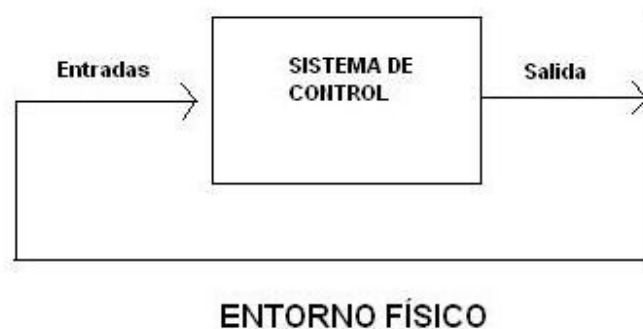 Entradas
SISTEMA DE
CONTROL
Salida
ENTORNO FÍSICO